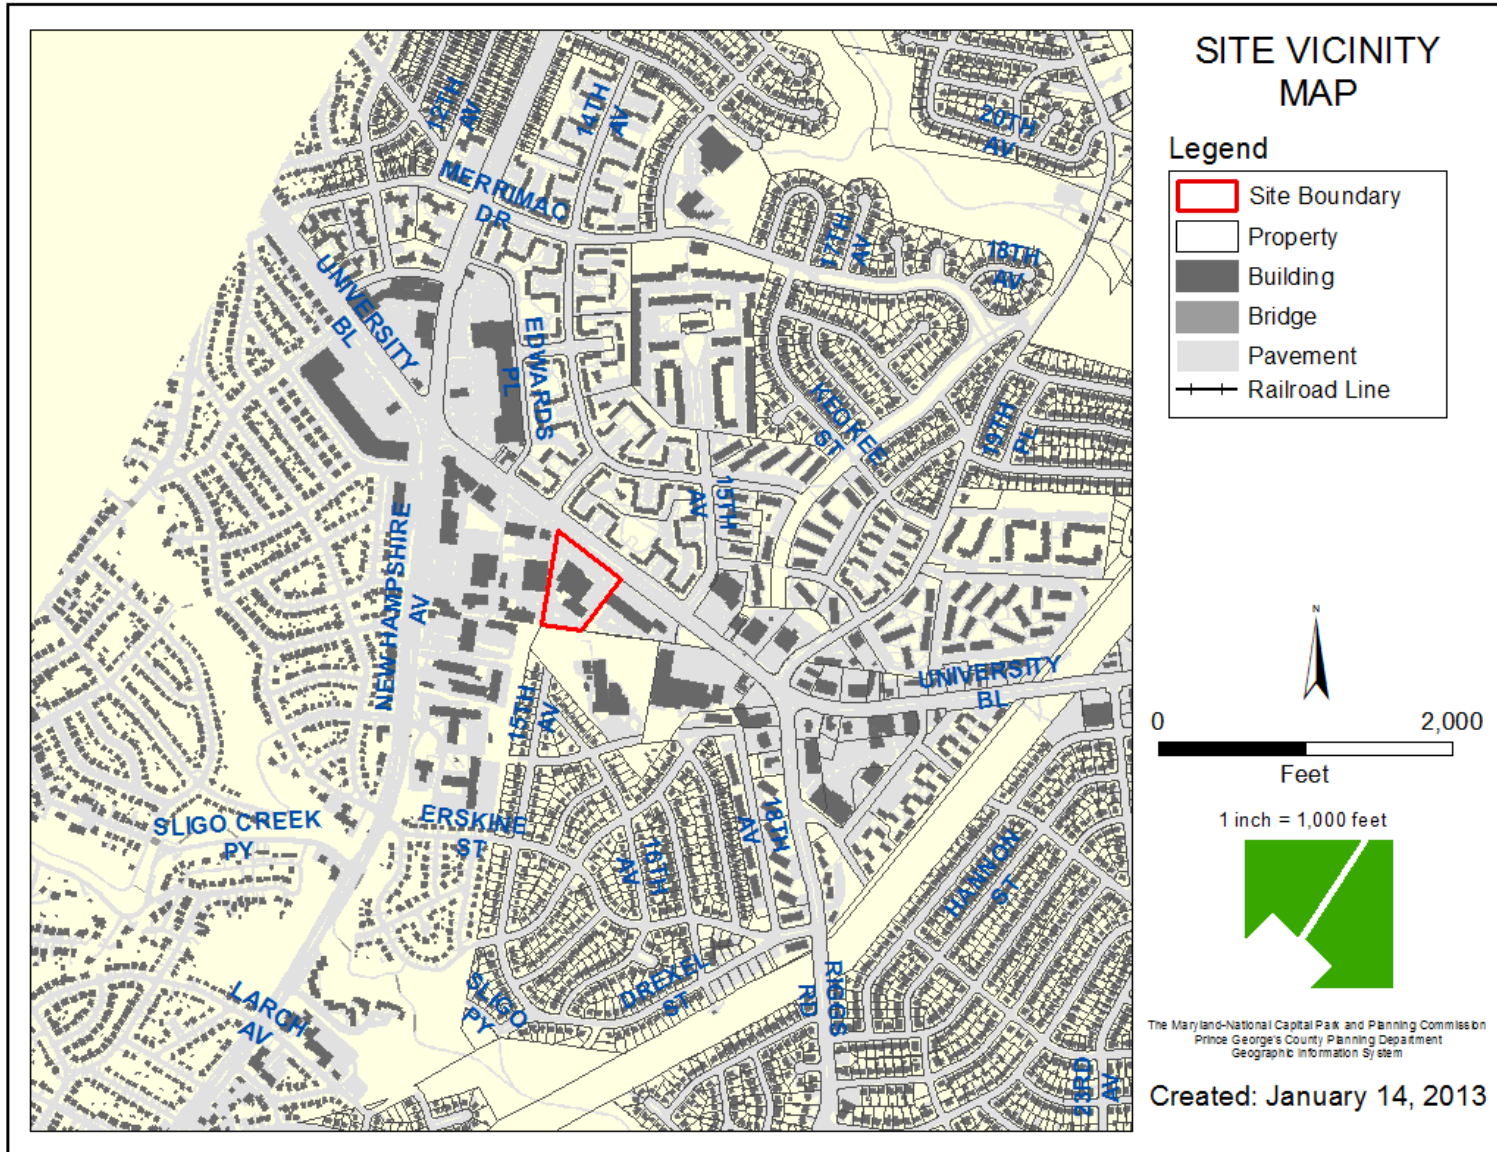 SITE VICINITY
MAP
Legend
Site Boundary
Property
Building
Bridge
Pavement
Railroad Line
N
0 2,000
Feet
1 inch = 1,000 feet
The Maryland-National Capital Park and Planning Commission
Prince George's County Planning Department
Geographic Information System
Created: January 14, 2013
12TH
AV
14TH
AV
20TH
AV
MERRIMAC
DR
17TH
AV
18TH
AV
UNIVERSITY
BL
EDWARDS
PL
KEOKEE
ST
19TH
PL
15TH
AV
NEW HAMPSHIRE
AV
UNIVERSITY
BL
15TH
AV
SLIGO CREEK
PY
ERSKINE
ST
16TH
AV
18TH
AV
HANNON
ST
SLIGO
PY
DREXEL
ST
RIGGS
RD
LARCH
AV
23RD
AV